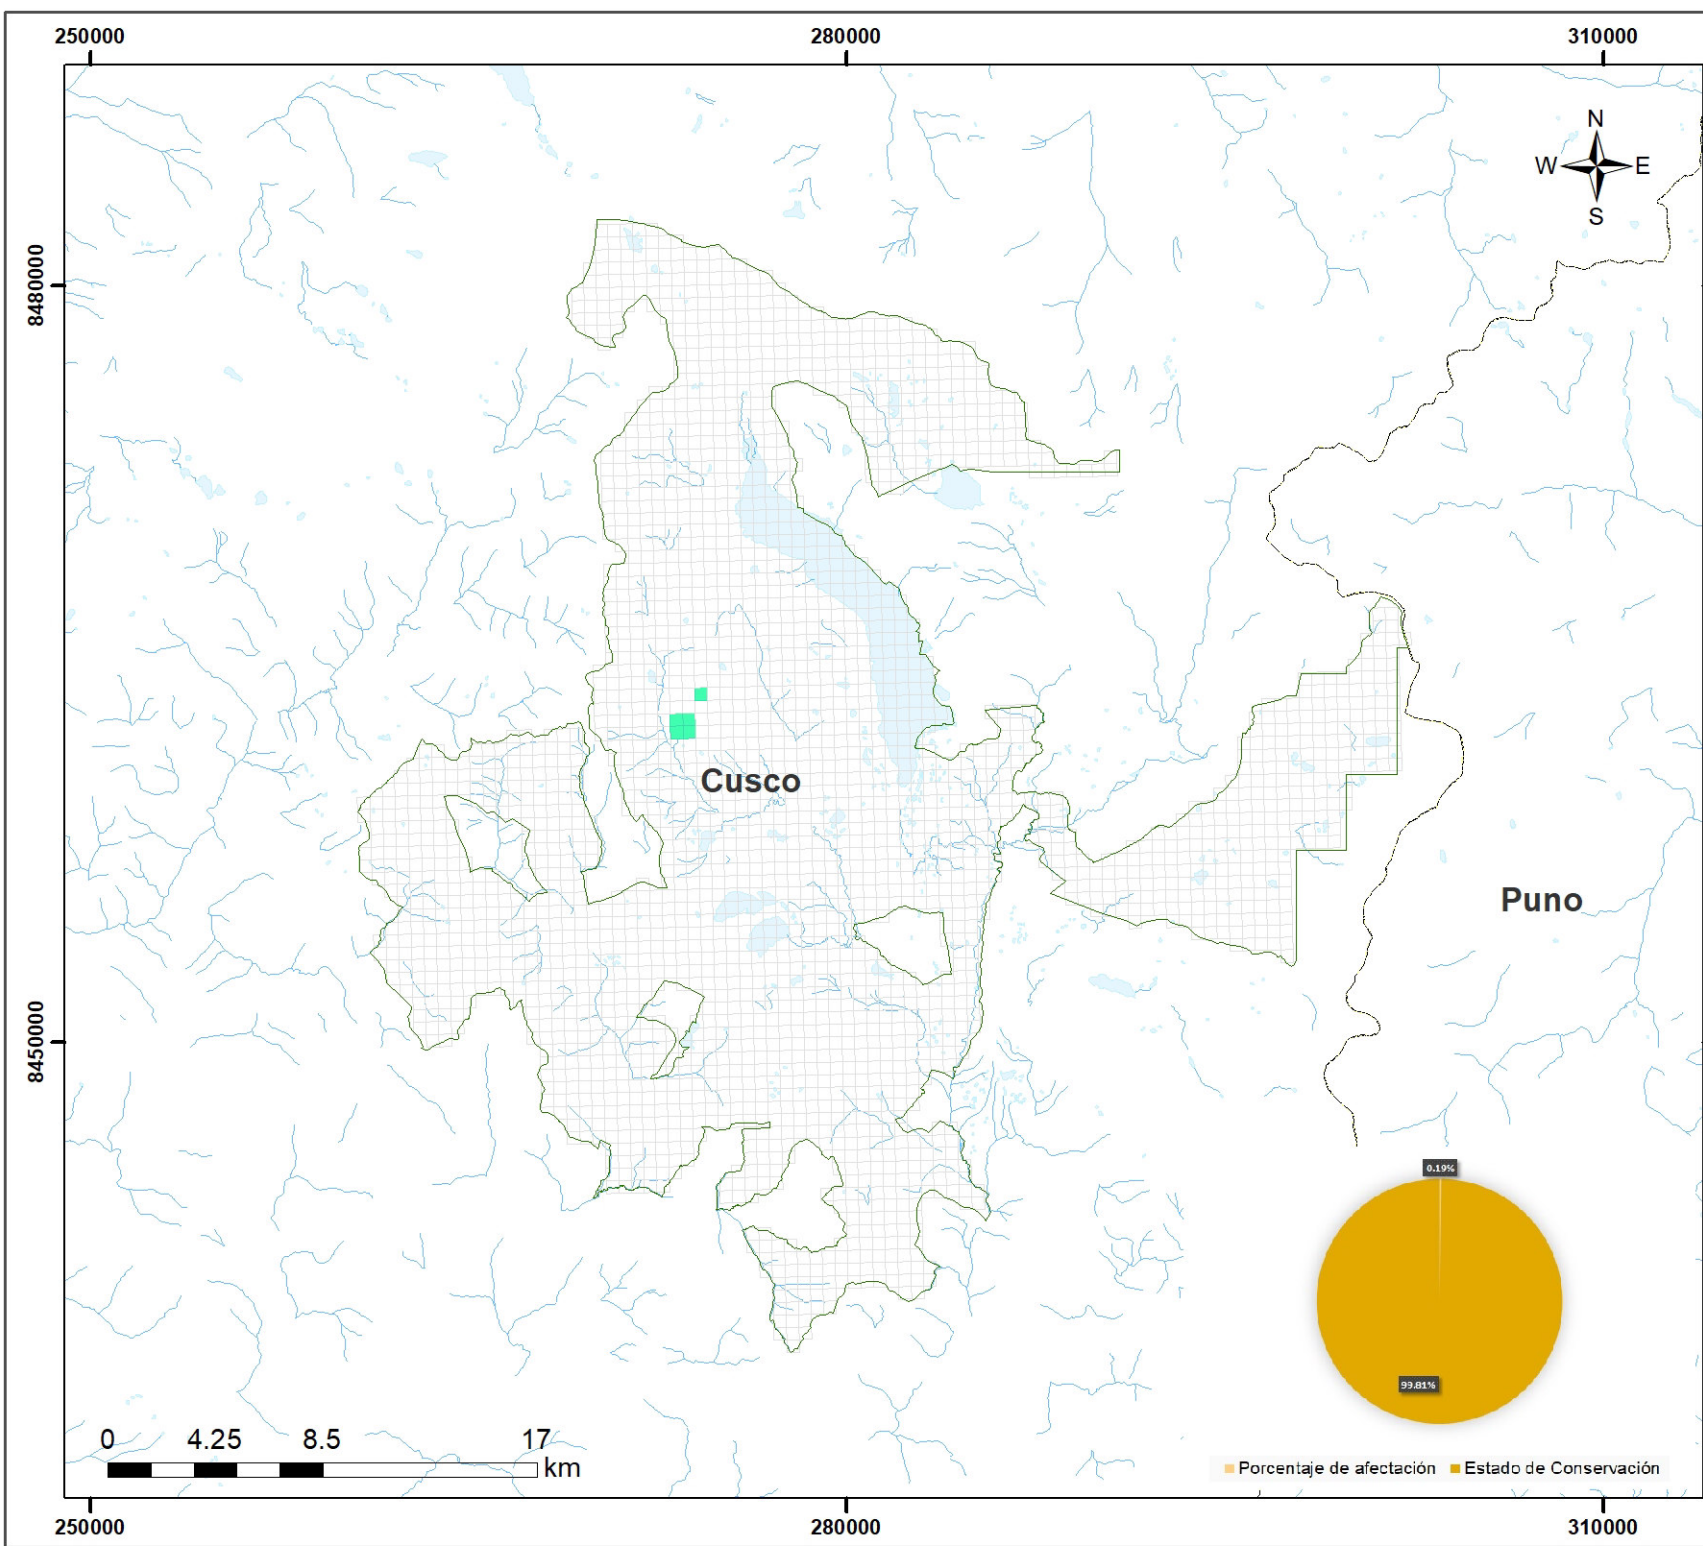 250000 280000 310000
N
W E
S
8480000
Cusco
Puno
8450000
0.19%
99.81%
0 4.25 8.5 17
km
Porcentaje de afectación Estado de Conservación
250000 280000 310000